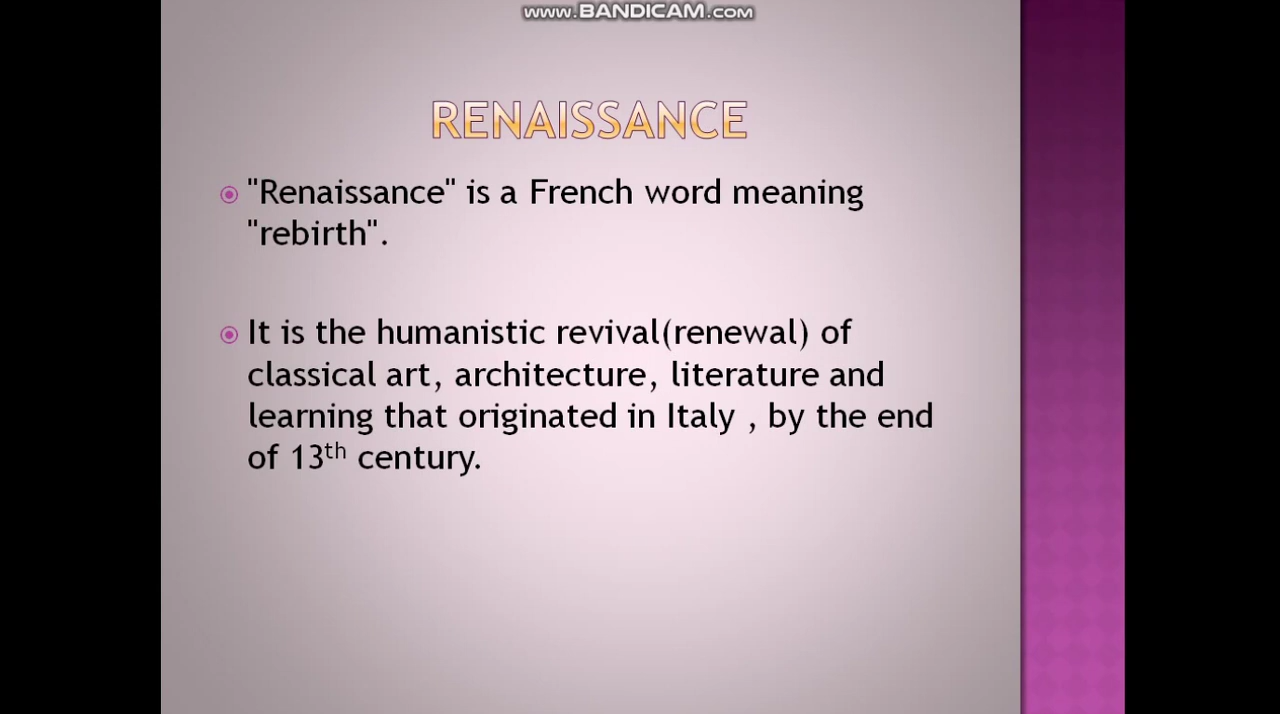 www.BANDICAM.com
RENAISSANCE
"Renaissance" is a French word meaning
"rebirth".
It is the humanistic revival(renewal) of
classical art, architecture, literature and
learning that originated in Italy , by the end
of 13th century.